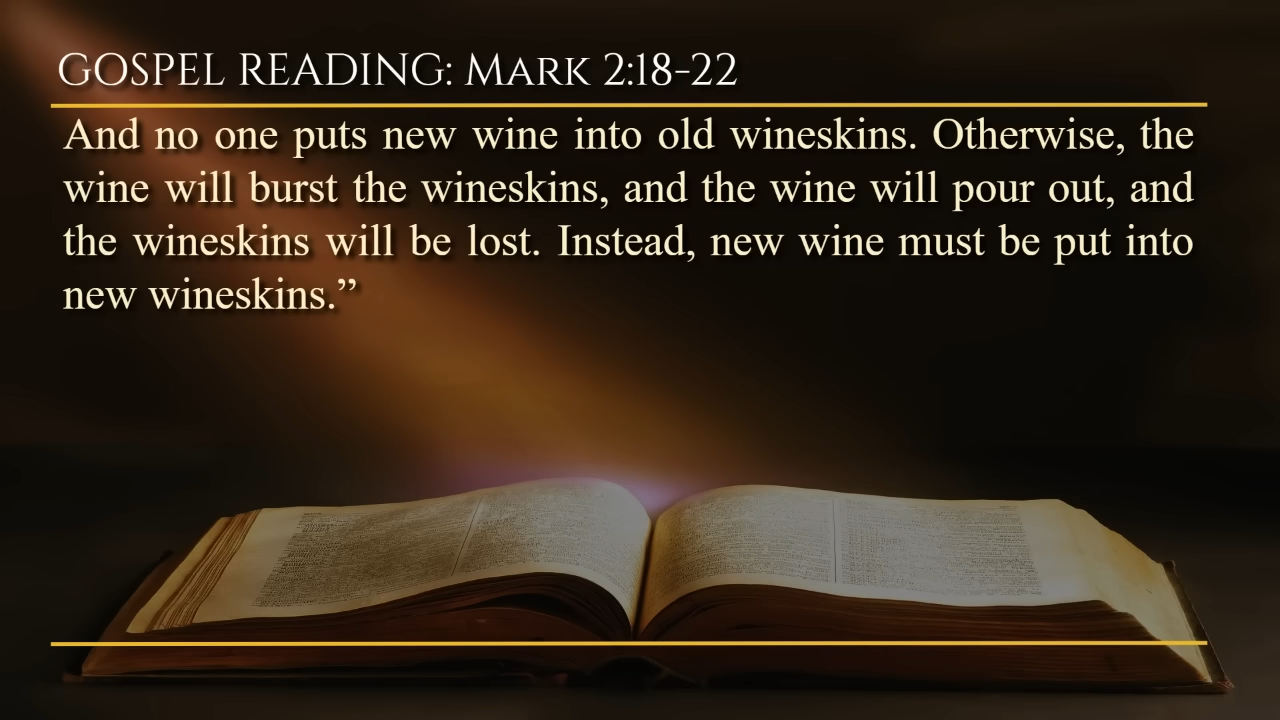 GOSPEL READING: MARK 2:18-22
And no one puts new wine into old wineskins. Otherwise, the
wine will burst the wineskins, and the wine will pour out, and
the wineskins will be lost. Instead, new wine must be put into
new wineskins.”